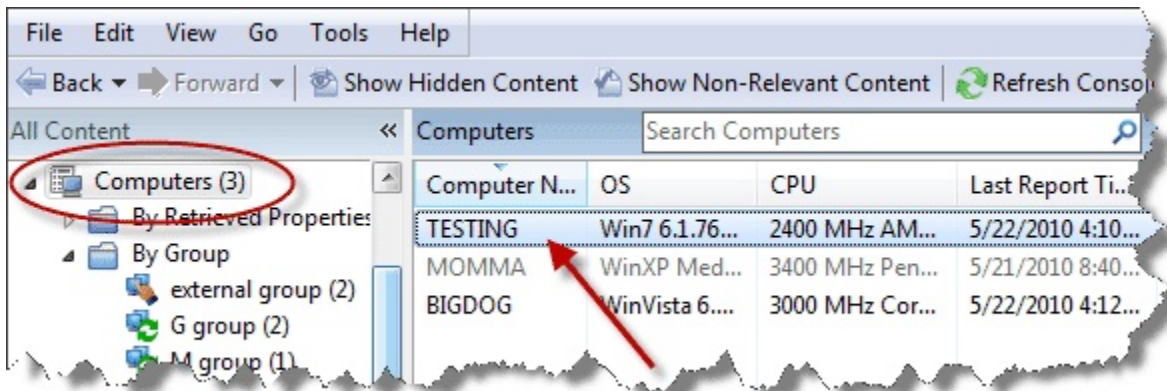 File Edit View Go Tools Help
Back Forward Show Hidden Content Show Non-Relevant Content Refresh Conso
All Content « Computers Search Computers
Computers (3)
By Retrieved Properties
By Group
external group (2)
G group (2)
M group (1)
Computer N... OS CPU Last Report Ti...
TESTING Win7 6.1.76... 2400 MHz AM... 5/22/2010 4:10...
MOMMA WinXP Med... 3400 MHz Pen... 5/21/2010 8:40...
BIGDOG WinVista 6.... 3000 MHz Cor... 5/22/2010 4:12...